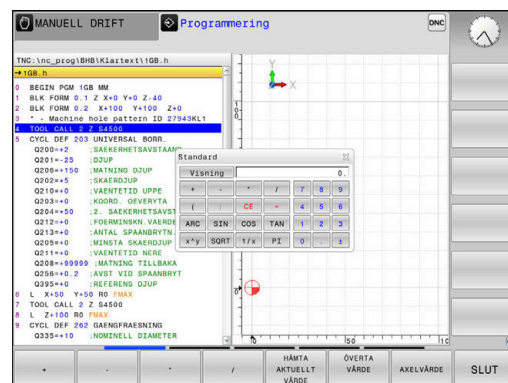 MANUELL DRIFT
Programmering
DNC
TNC:\nc_prog\BHB\Klartext\1GB.h
→1GB.h
0 BEGIN PGM 1GB MM
1 BLK FORM 0.1 Z X+0 Y+0 Z-40
2 BLK FORM 0.2 X+100 Y+100 Z+0
3 * - Machine hole pattern ID 27943KL1
4 TOOL CALL 2 Z S4500
5 CYCL DEF 203 UNIVERSAL BORR.
Q200=+2 ;SAEKERHETSAVSTAAND
Q201=-25 ;DJUP
Q206=+150 ;MATNING DJUP
Q202=+5 ;SKAERDJUP
Q210=+0 ;VAENTETID UPPE
Q203=+0 ;KOORD. OEVERYTA
Q204=+50 ;2. SAEKERHETSAVST
Q212=+0 ;FOERMINSKN.VAERDE
Q213=+0 ;ANTAL SPAANBRYTN.
Q205=+0 ;MINSTA SKAERDJUP
Q211=+0 ;VAENTETID NERE
Q208=+99999 ;MATNING TILLBAKA
Q256=+0.2 ;AVST VID SPAANBRYT
Q395=+0 ;REFERENS DJUP
6 L X+50 Y+50 R0 FMAX
7 TOOL CALL 2 Z S4500
8 L Z+100 R0 FMAX
9 CYCL DEF 262 GAENGFRAESNING
Q335=+10 ;NOMINELL DIAMETER
Y
X
Standard
Visning 0.
+ - * / 7 8 9
( ) CE = 4 5 6
ARC SIN COS TAN 1 2 3
x^y SQRT 1/x PI 0 . ±
0
0
50
+ - * / HÄMTA AKTUELLT VÄRDE ÖVERTA VÄRDE AXELVÄRDE SLUT